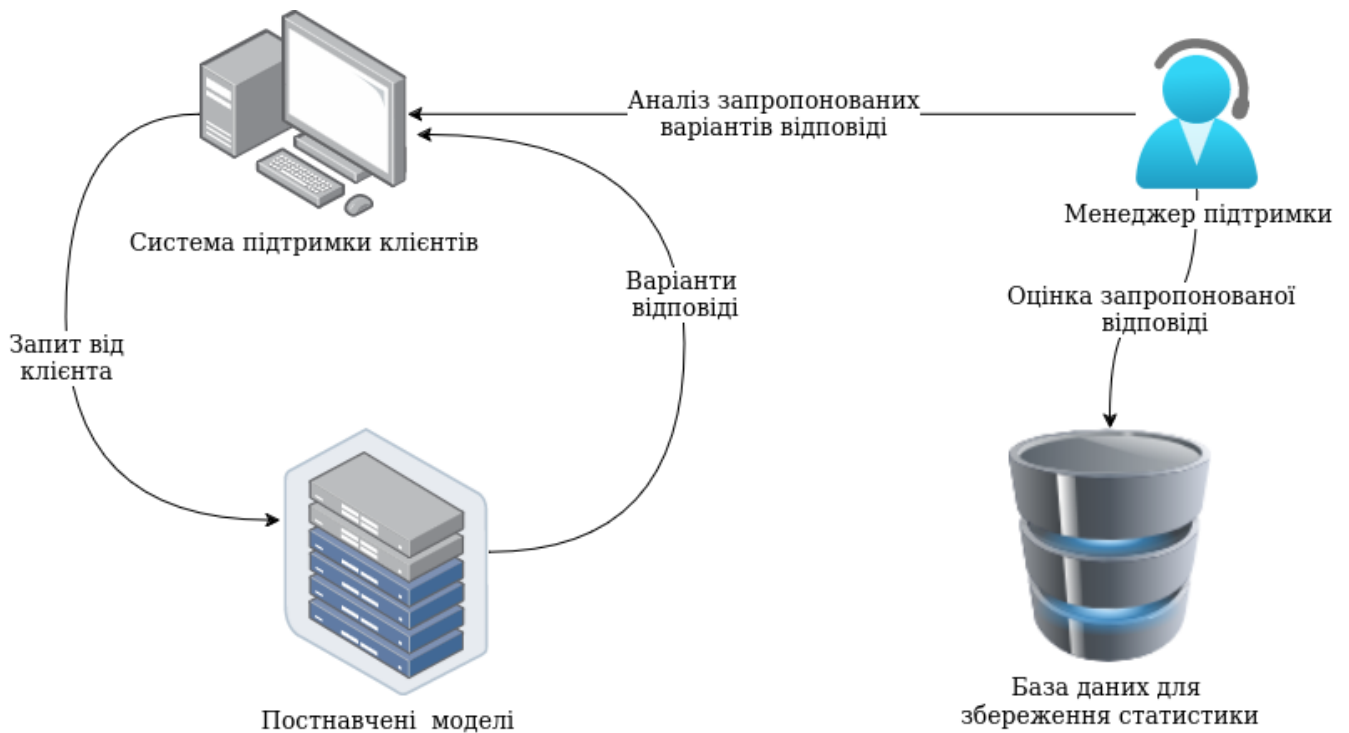 Аналіз запропонованих
варіантів відповіді
Менеджер підтримки
Система підтримки клієнтів
Варіанти
відповіді
Оцінка запропонованої
відповіді
Запит від
клієнта
Постнавчені моделі
База даних для
збереження статистики